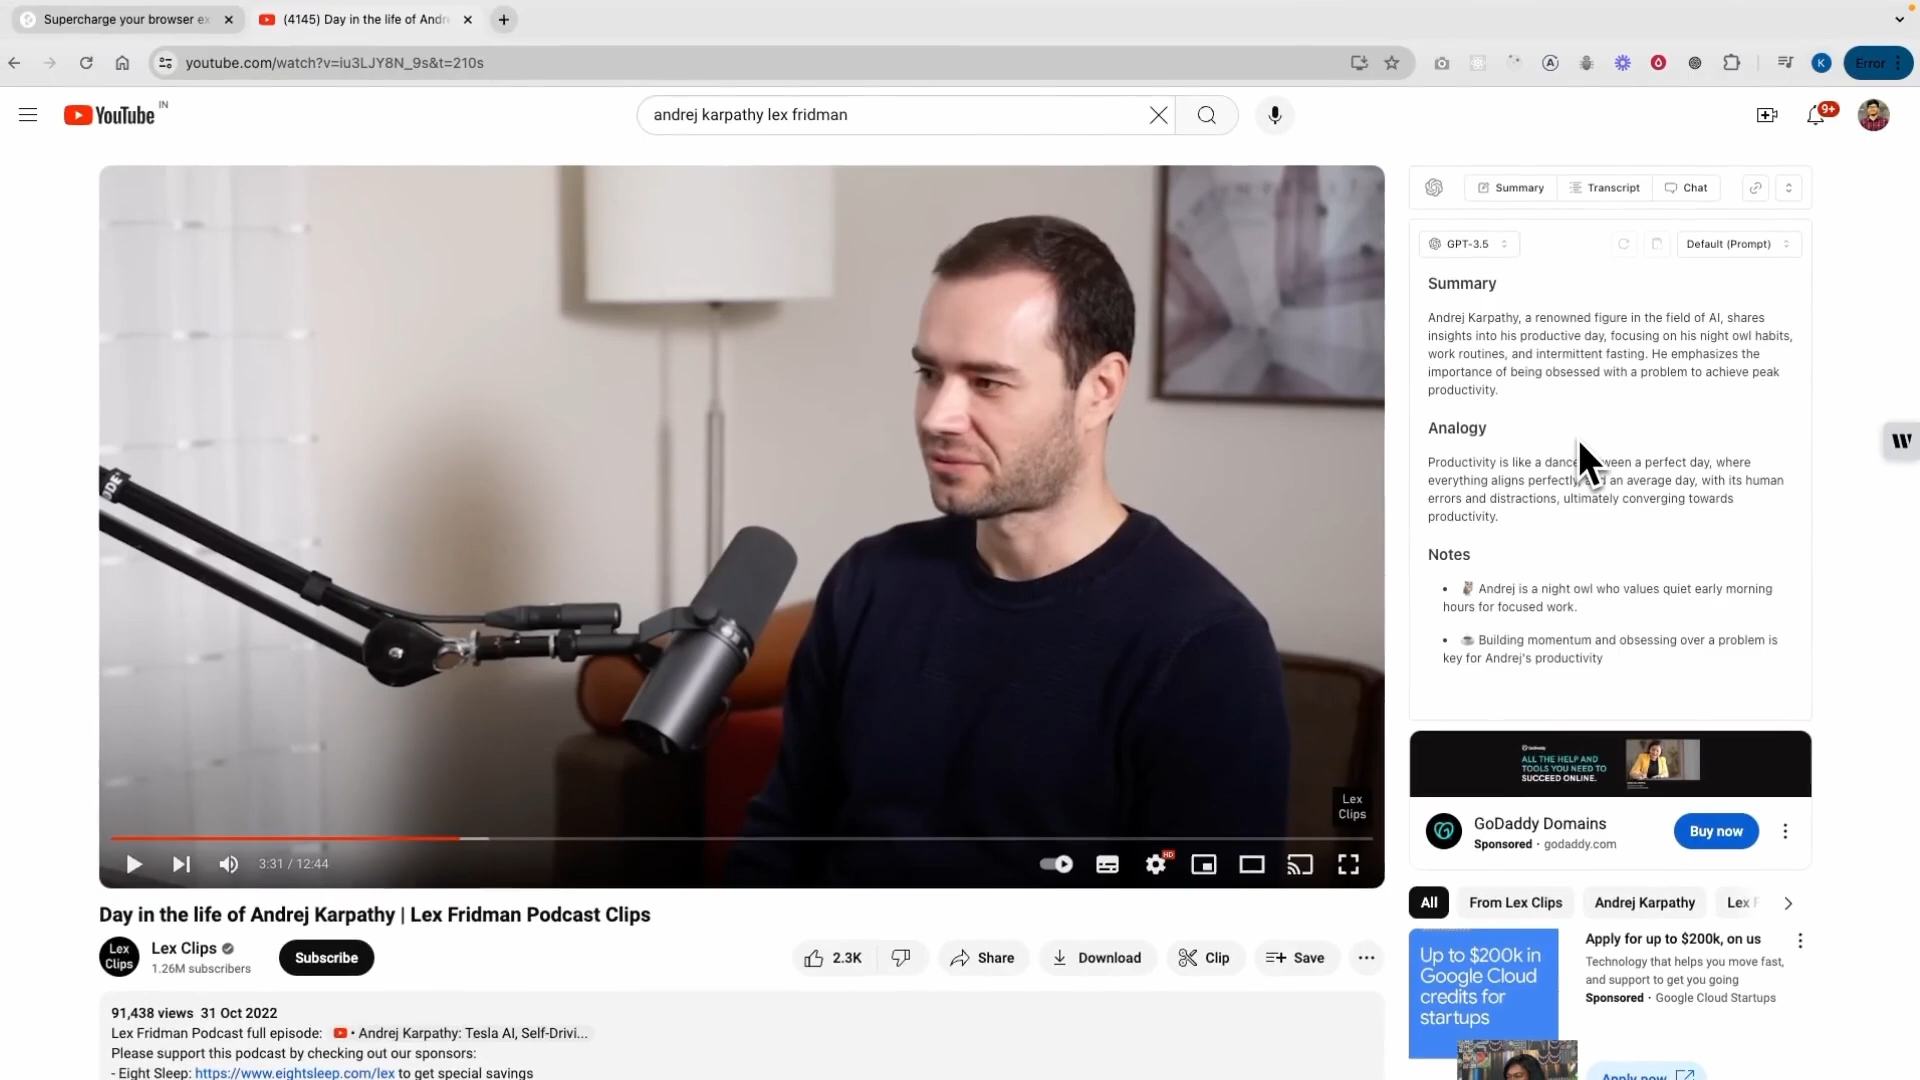 Supercharge your browser ex
(4145) Day in the life of Andre
youtube.com/watch?v=iu3LJY8N_9s&t=210s
K
Error
YouTube
IN
andrej karpathy lex fridman
9+
Summary
Transcript
Chat
GPT-3.5
Default (Prompt)
Summary
Andrej Karpathy, a renowned figure in the field of AI, shares
insights into his productive day, focusing on his night owl habits,
work routines, and intermittent fasting. He emphasizes the
importance of being obsessed with a problem to achieve peak
productivity.
Analogy
Productivity is like a dance ween a perfect day, where
everything aligns perfectly, an average day, with its human
errors and distractions, ultimately converging towards
productivity.
Notes
• 🦉 Andrej is a night owl who values quiet early morning
hours for focused work.
• ☕ Building momentum and obsessing over a problem is
key for Andrej's productivity
W
Lex
Clips
3:31 / 12:44
HD
ALL THE HELP AND
TOOLS YOU NEED TO
SUCCEED ONLINE.
GoDaddy Domains
Sponsored · godaddy.com
Buy now
All
From Lex Clips
Andrej Karpathy
Lex F
Day in the life of Andrej Karpathy | Lex Fridman Podcast Clips
Lex
Clips
Lex Clips
1.26M subscribers
Subscribe
2.3K
Share
Download
Clip
Save
91,438 views 31 Oct 2022
Lex Fridman Podcast full episode: • Andrej Karpathy: Tesla AI, Self-Drivi...
Please support this podcast by checking out our sponsors:
- Eight Sleep: https://www.eightsleep.com/lex to get special savings
Up to $200k in
Google Cloud
credits for
startups
Apply for up to $200k, on us
Technology that helps you move fast,
and support to get you going
Sponsored · Google Cloud Startups
Apply now